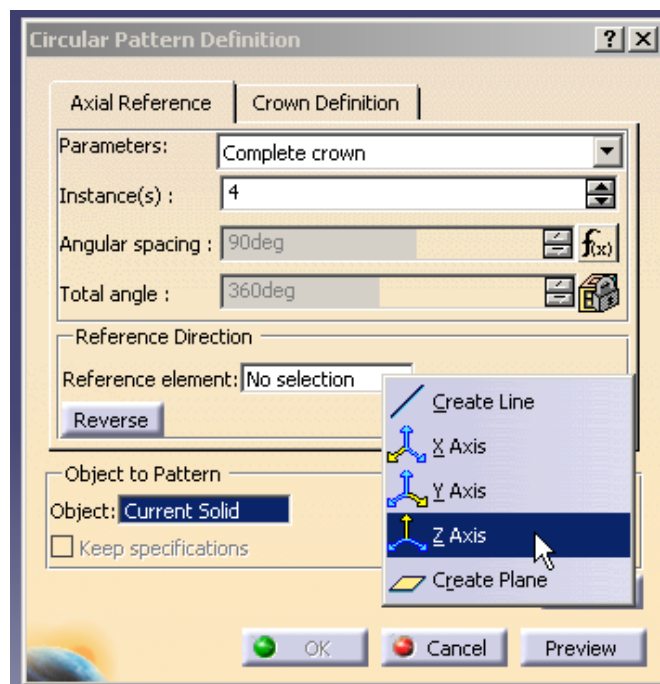 Circular Pattern Definition
Axial Reference
Crown Definition
Parameters:
Complete crown
Instance(s) :
4
Angular spacing :
90deg
f(x)
Total angle :
360deg
Reference Direction
Reference element:
No selection
Reverse
Create Line
X Axis
Y Axis
Z Axis
Create Plane
Object to Pattern
Object:
Current Solid
Keep specifications
OK
Cancel
Preview